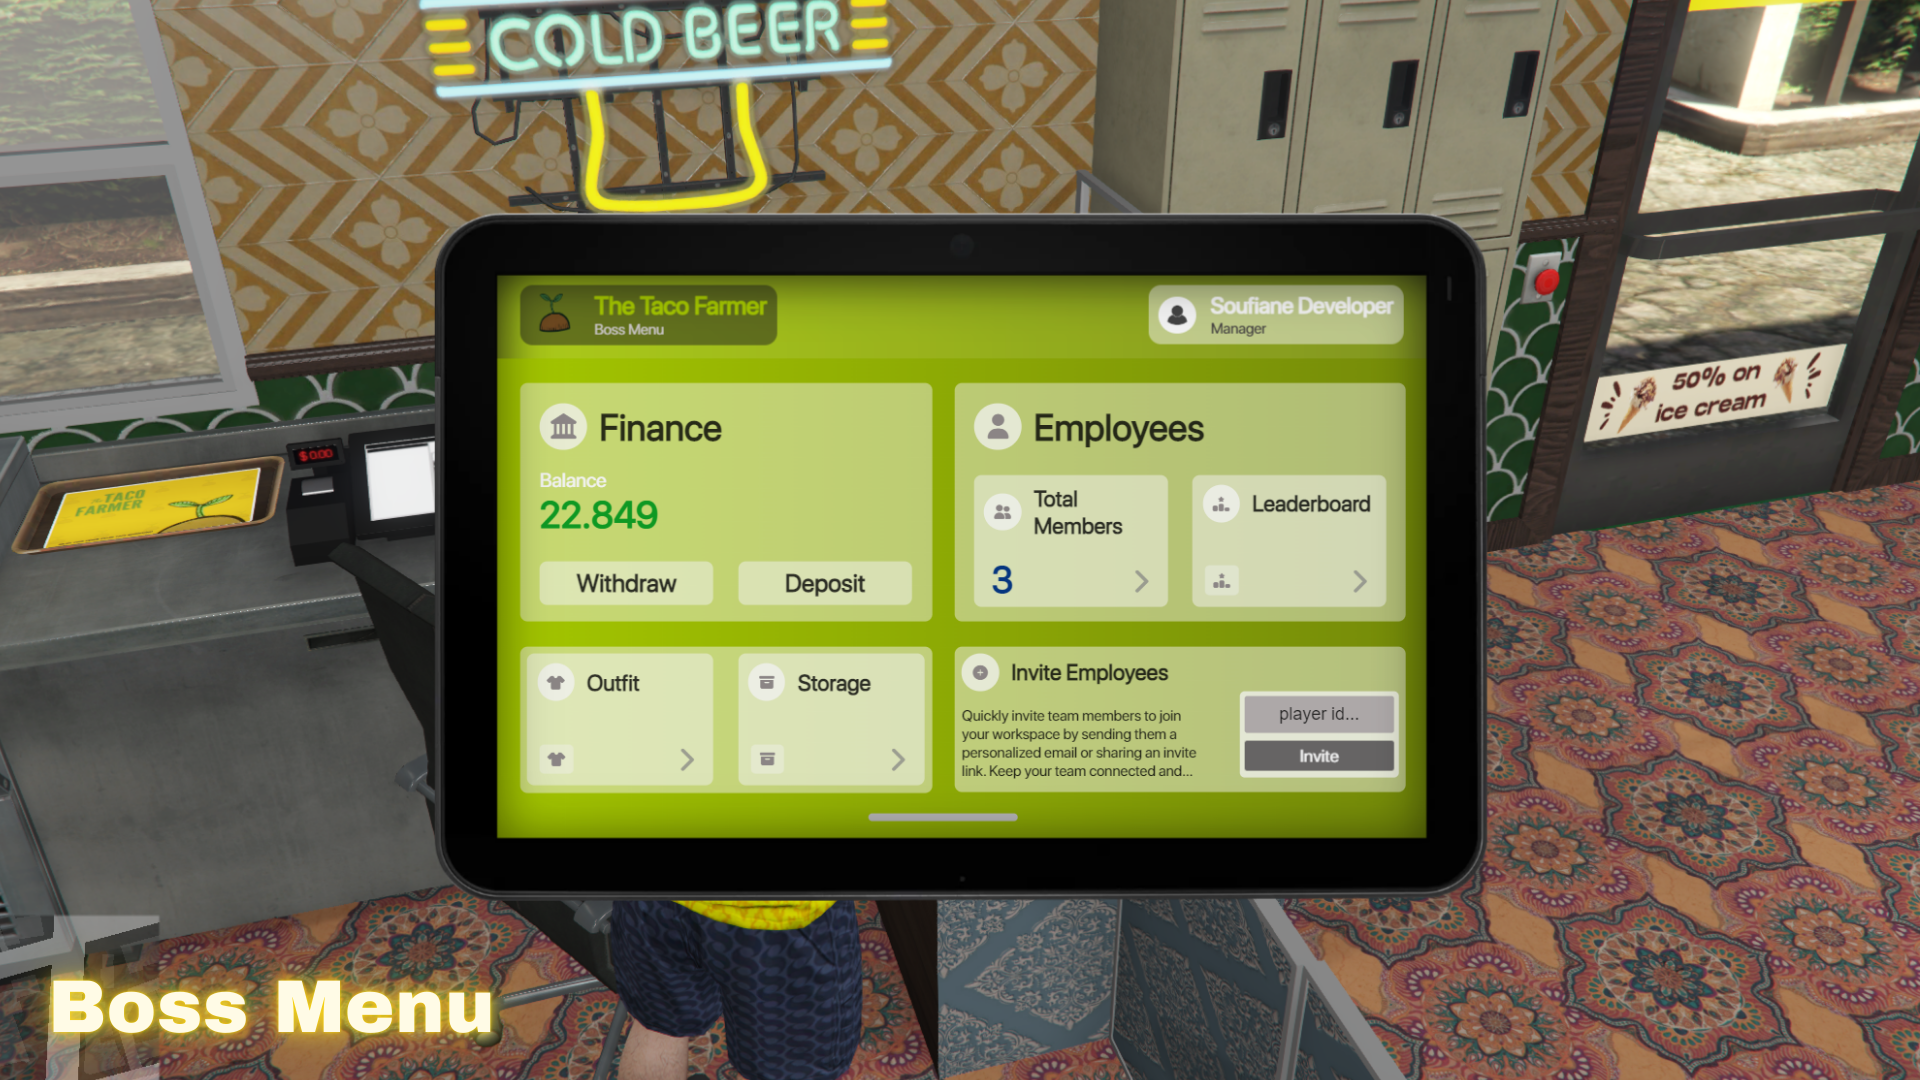 COLD BEER
50% on
ice cream
$0:00
TACO
FARMER
The Taco Farmer
Boss Menu
Soufiane Developer
Manager
Finance
Balance
22.849
Withdraw
Deposit
Employees
Total
Members
3
Leaderboard
Outfit
Storage
Invite Employees
Quickly invite team members to join
your workspace by sending them a
personalized email or sharing an invite
link. Keep your team connected and...
player id...
Invite
Boss Menu